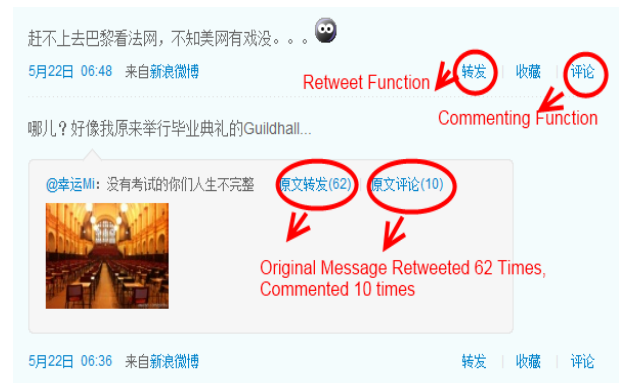 赶不上去巴黎看法网，不知美网有戏没。。。
5月22日 06:48 来自新浪微博 转发 | 收藏 | 评论
Retweet Function
Commenting Function
哪儿？好像我原来举行毕业典礼的Guildhall...
@幸运Mi：没有考试的你们人生不完整 原文转发(62) | 原文评论(10)
Original Message Retweeted 62 Times,
Commented 10 times
5月22日 06:36 来自新浪微博 转发 | 收藏 | 评论